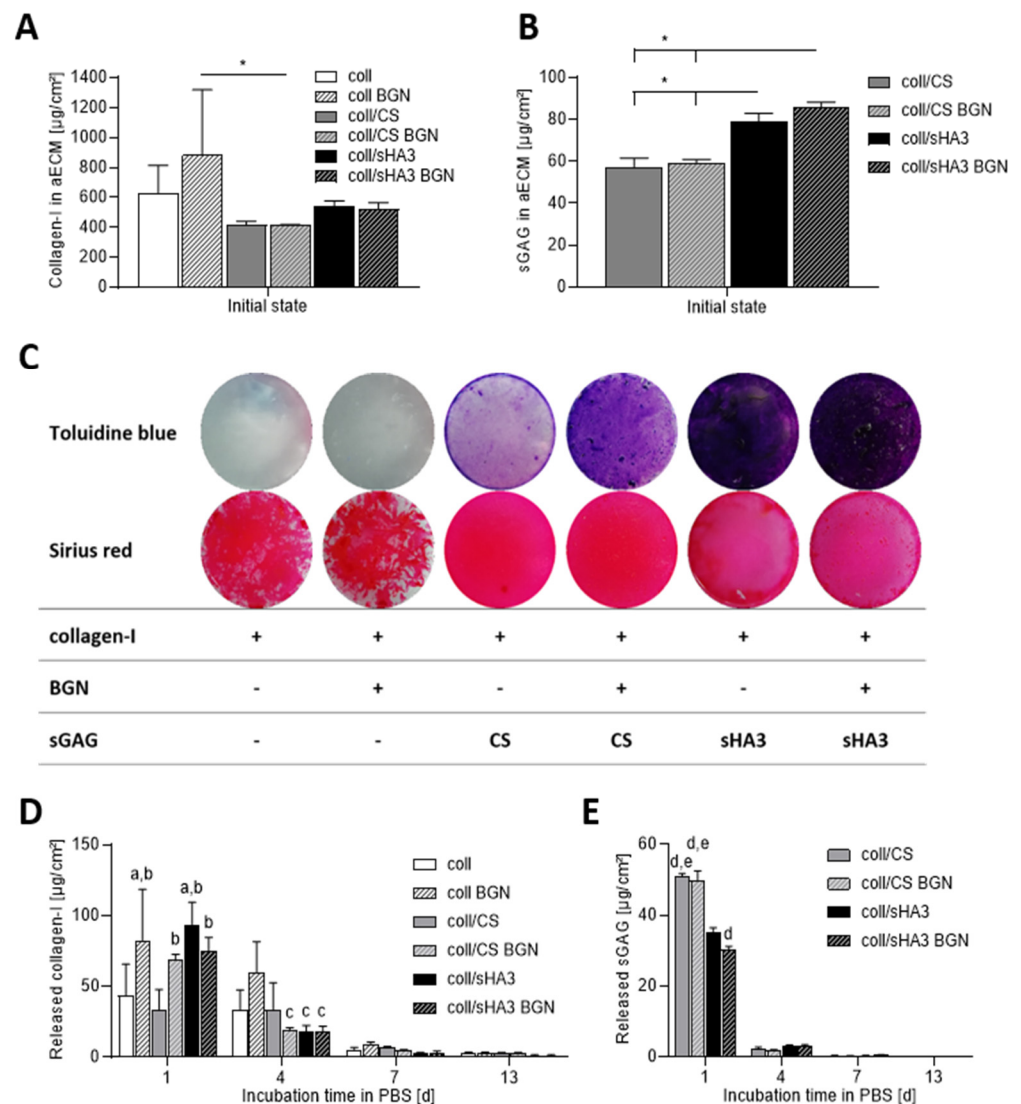 A
Collagen-I in aECM [µg/cm²]
1400
1200
1000
800
600
400
200
0
*
Initial state
coll
coll BGN
coll/CS
coll/CS BGN
coll/sHA3
coll/sHA3 BGN
B
sGAG in aECM [µg/cm²]
100
80
60
40
20
0
*
*
Initial state
coll/CS
coll/CS BGN
coll/sHA3
coll/sHA3 BGN
C
Toluidine blue
Sirius red
collagen-I + + + + + +
BGN - + - + - +
sGAG - - CS CS sHA3 sHA3
D
Released collagen-I [µg/cm²]
150
100
50
0
a,b
b
a,b
b
c
c
c
1 4 7 13
Incubation time in PBS [d]
coll
coll BGN
coll/CS
coll/CS BGN
coll/sHA3
coll/sHA3 BGN
E
Released sGAG [µg/cm²]
60
40
20
0
d,e
d,e
d
1 4 7 13
Incubation time in PBS [d]
coll/CS
coll/CS BGN
coll/sHA3
coll/sHA3 BGN